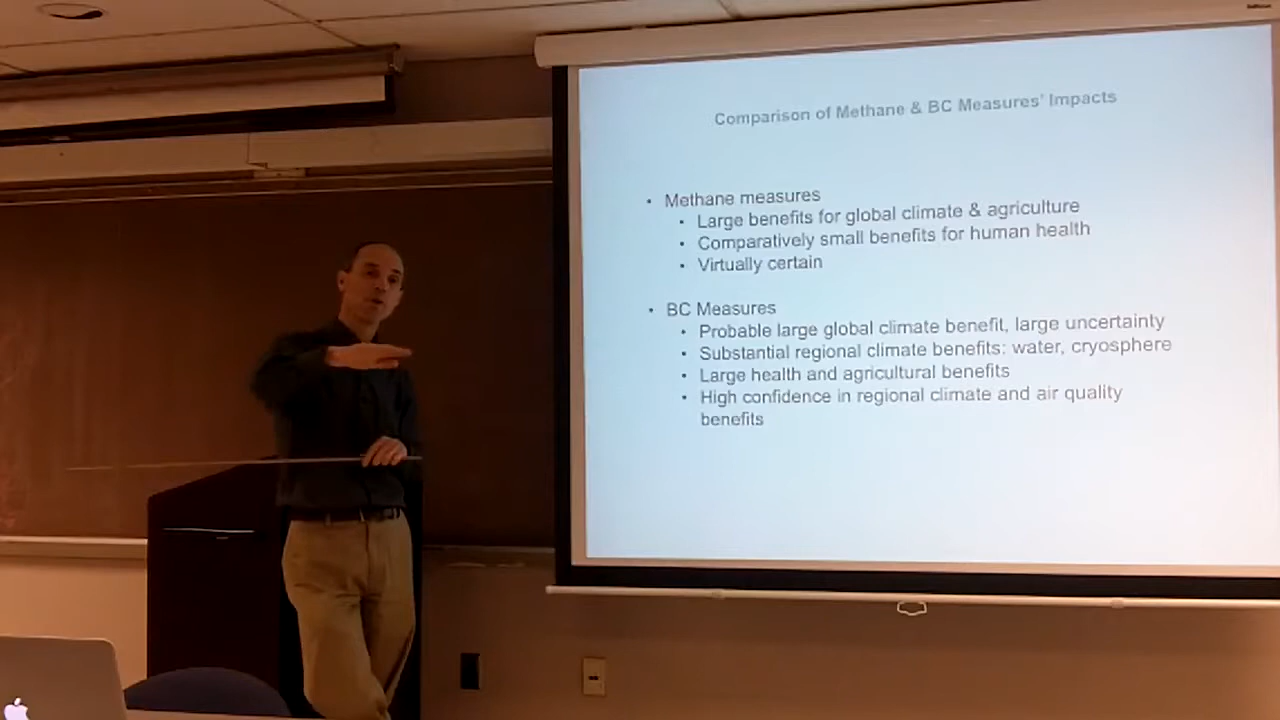 Comparison of Methane & BC Measures' Impacts
• Methane measures
• Large benefits for global climate & agriculture
• Comparatively small benefits for human health
• Virtually certain
• BC Measures
• Probable large global climate benefit, large uncertainty
• Substantial regional climate benefits: water, cryosphere
• Large health and agricultural benefits
• High confidence in regional climate and air quality
benefits